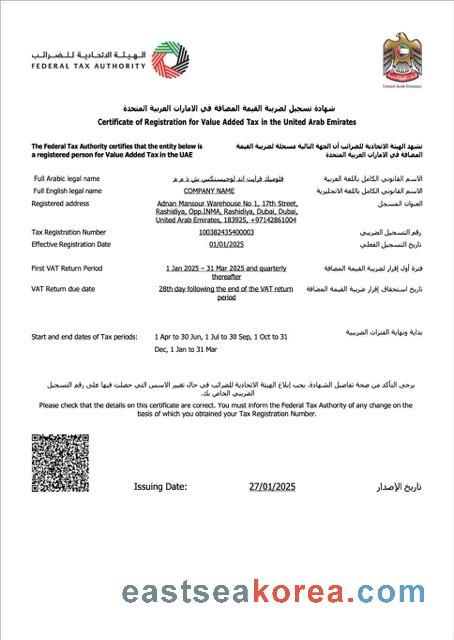 الهيئة الاتحادية للضرائب
FEDERAL TAX AUTHORITY
United Arab Emirates
شهادة تسجيل لضريبة القيمة المضافة في الامارات العربية المتحدة
Certificate of Registration for Value Added Tax in the United Arab Emirates
The Federal Tax Authority certifies that the entity below is
a registered person for Value Added Tax in the UAE
تشهد الهيئة الاتحادية للضرائب أن الجهة التالية مسجلة لضريبة القيمة
المضافة في الامارات العربية المتحدة
Full Arabic legal name فلوميك فرايت اند لوجيستكس ش ذ م م الاسم القانوني الكامل باللغة العربية
Full English legal name COMPANY NAME الاسم القانوني الكامل باللغة الانجليزية
Registered address Adnan Mansour Warehouse No 1, 17th Street, العنوان المسجل
Rashidiya, Opp.INMA, Rashidiya, Dubai, Dubai,
United Arab Emirates, 183925, +97142861004
Tax Registration Number 100382435400003 رقم التسجيل الضريبي
Effective Registration Date 01/01/2025 تاريخ التسجيل الفعلي
First VAT Return Period 1 Jan 2025 – 31 Mar 2025 and quarterly فترة أول إقرار لضريبة القيمة المضافة
thereafter
VAT Return due date 28th day following the end of the VAT return تاريخ استحقاق إقرار ضريبة القيمة المضافة
period
Start and end dates of Tax periods: 1 Apr to 30 Jun, 1 Jul to 30 Sep, 1 Oct to 31 بداية ونهاية الفترات الضريبية
Dec, 1 Jan to 31 Mar
يرجى التأكد من صحة تفاصيل الشهادة. يجب إبلاغ الهيئة الاتحادية للضرائب في حال تغيير الاسس التي حصلت فيها على رقم التسجيل
الضريبي الخاص بك.
Please check that the details on this certificate are correct. You must inform the Federal Tax Authority of any change on the
basis of which you obtained your Tax Registration Number.
Issuing Date: 27/01/2025 تاريخ الإصدار
eastseakorea.com